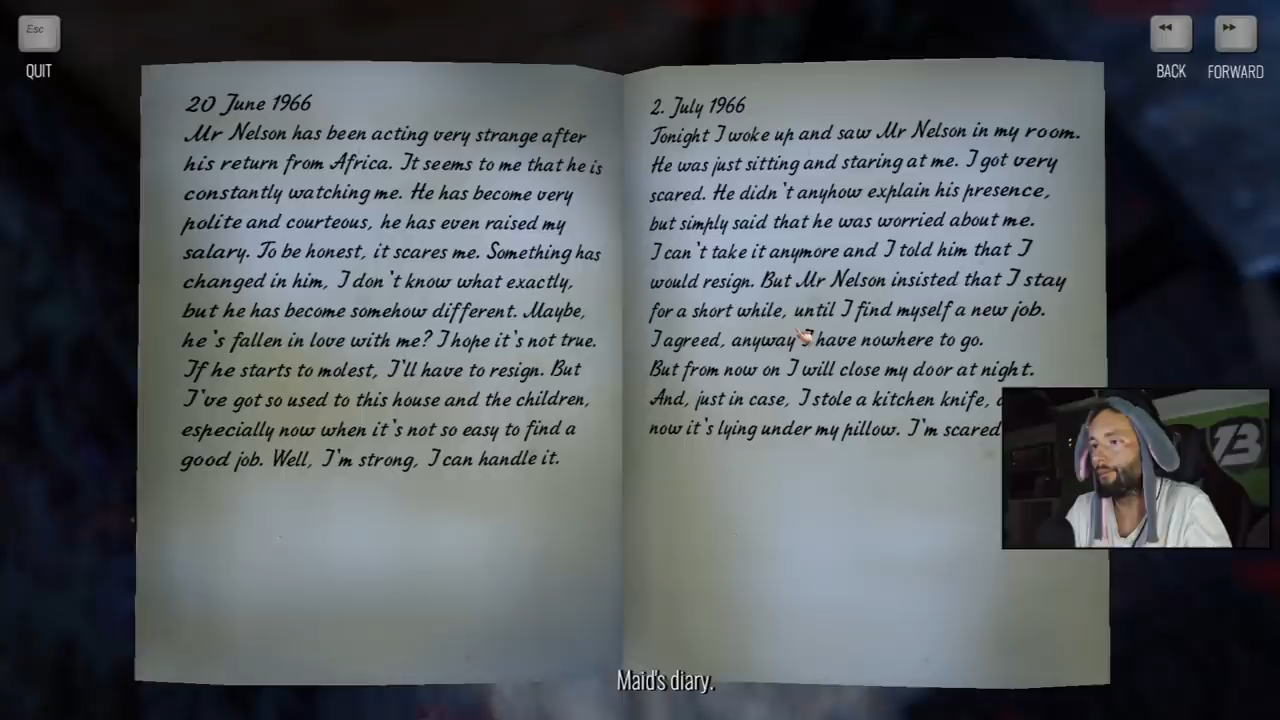 Esc
QUIT
BACK
FORWARD
20 June 1966
Mr Nelson has been acting very strange after
his return from Africa. It seems to me that he is
constantly watching me. He has become very
polite and courteous, he has even raised my
salary. To be honest, it scares me. Something has
changed in him, I don't know what exactly,
but he has become somehow different. Maybe,
he's fallen in love with me? I hope it's not true.
If he starts to molest, I'll have to resign. But
I've got so used to this house and the children,
especially now when it's not so easy to find a
good job. Well, I'm strong, I can handle it.
2. July 1966
Tonight I woke up and saw Mr Nelson in my room.
He was just sitting and staring at me. I got very
scared. He didn't anyhow explain his presence,
but simply said that he was worried about me.
I can't take it anymore and I told him that I
would resign. But Mr Nelson insisted that I stay
for a short while, until I find myself a new job.
I agreed, anyway I have nowhere to go.
But from now on I will close my door at night.
And, just in case, I stole a kitchen knife,
now it's lying under my pillow. I'm scared
13
Maid's diary.